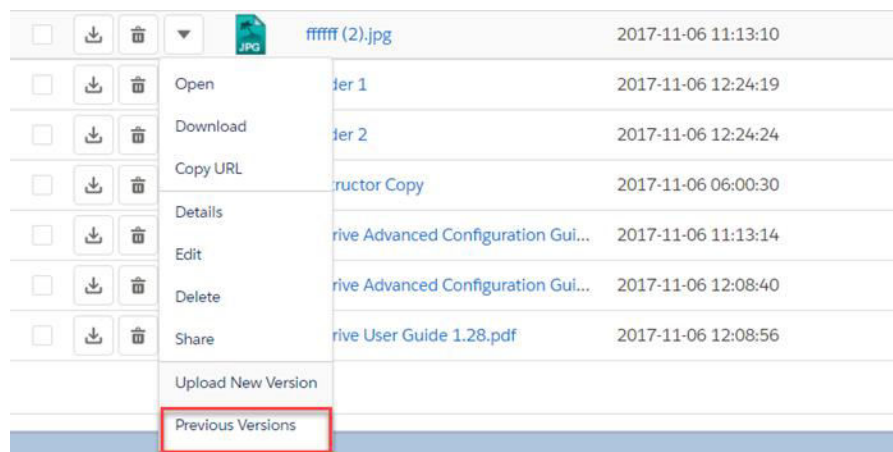 JPG ffffff (2).jpg 2017-11-06 11:13:10
Open der 1 2017-11-06 12:24:19
Download der 2 2017-11-06 12:24:24
Copy URL ructor Copy 2017-11-06 06:00:30
Details
rive Advanced Configuration Gui... 2017-11-06 11:13:14
Edit
rive Advanced Configuration Gui... 2017-11-06 12:08:40
Delete
Share rive User Guide 1.28.pdf 2017-11-06 12:08:56
Upload New Version
Previous Versions